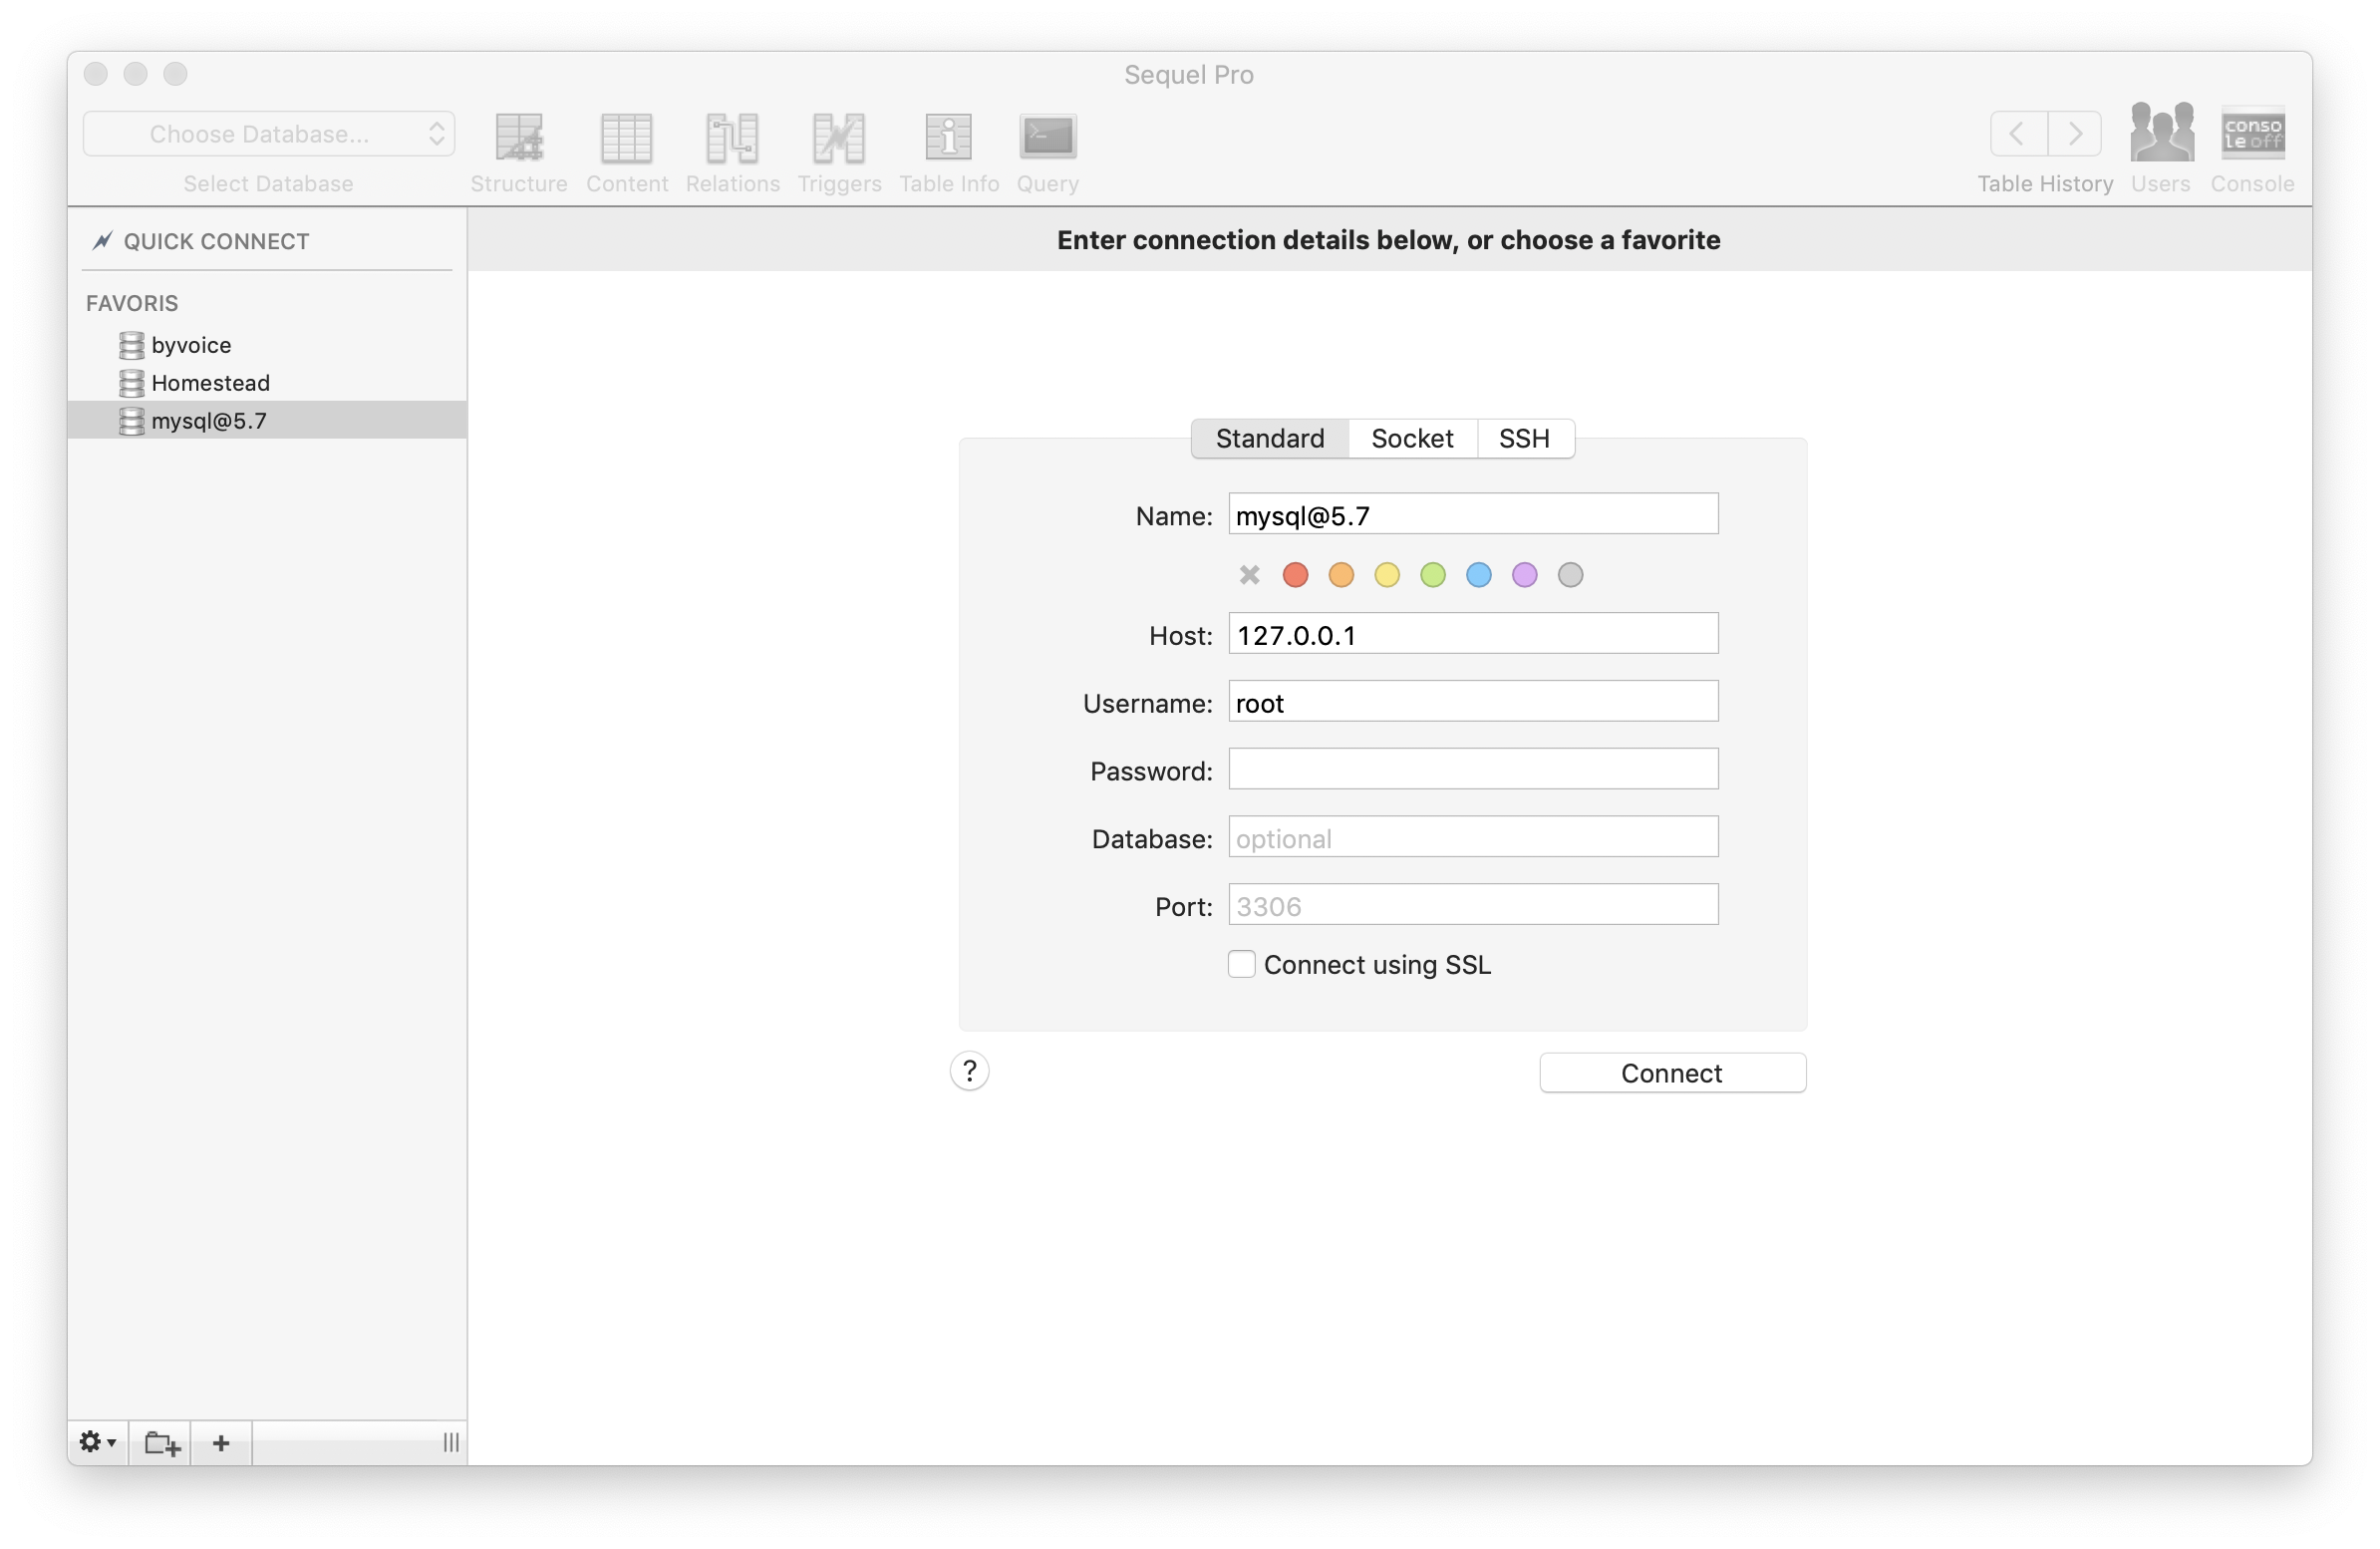 Sequel Pro
Choose Database...
Select Database
Structure
Content
Relations
Triggers
Table Info
Query
Table History
Users
conso
le off
Console
QUICK CONNECT
FAVORIS
byvoice
Homestead
mysql@5.7
Enter connection details below, or choose a favorite
Standard
Socket
SSH
Name: mysql@5.7
Host: 127.0.0.1
Username: root
Password:
Database: optional
Port: 3306
Connect using SSL
?
Connect